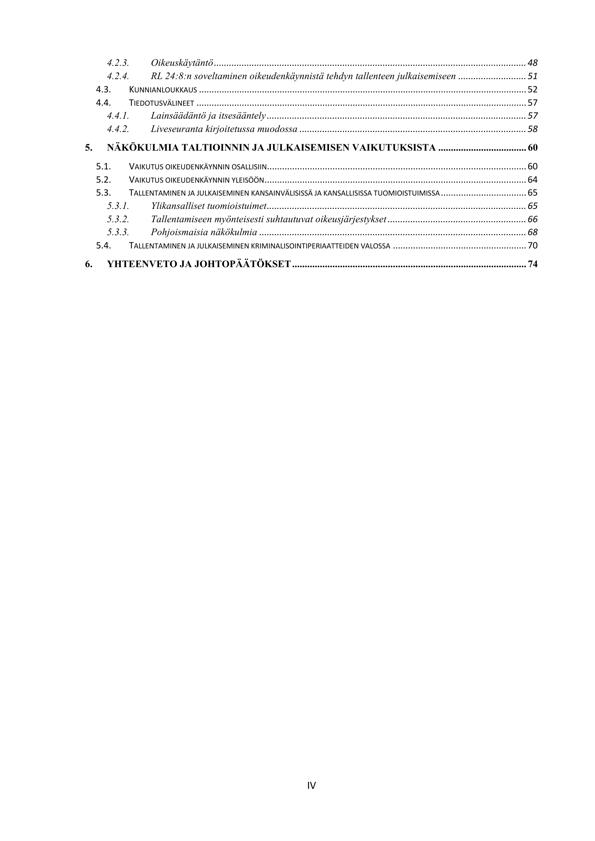 4.2.3. Oikeuskäytäntö ........ 48
4.2.4. RL 24:8:n soveltaminen oikeudenkäynnistä tehdyn tallenteen julkaisemiseen ........ 51
4.3. KUNNIANLOUKKAUS ........ 52
4.4. TIEDOTUSVÄLINEET ........ 57
4.4.1. Lainsäädäntö ja itsesääntely ........ 57
4.4.2. Liveseuranta kirjoitetussa muodossa ........ 58
5. NÄKÖKULMIA TALTIOINNIN JA JULKAISEMISEN VAIKUTUKSISTA ........ 60
5.1. VAIKUTUS OIKEUDENKÄYNNIN OSALLISIIN ........ 60
5.2. VAIKUTUS OIKEUDENKÄYNNIN YLEISÖÖN ........ 64
5.3. TALLENTAMINEN JA JULKAISEMINEN KANSAINVÄLISISSÄ JA KANSALLISISSA TUOMIOISTUIMISSA ........ 65
5.3.1. Ylikansalliset tuomioistuimet ........ 65
5.3.2. Tallentamiseen myönteisesti suhtautuvat oikeusjärjestykset ........ 66
5.3.3. Pohjoismaisia näkökulmia ........ 68
5.4. TALLENTAMINEN JA JULKAISEMINEN KRIMINALISOINTIPERIAATTEIDEN VALOSSA ........ 70
6. YHTEENVETO JA JOHTOPÄÄTÖKSET ........ 74
IV